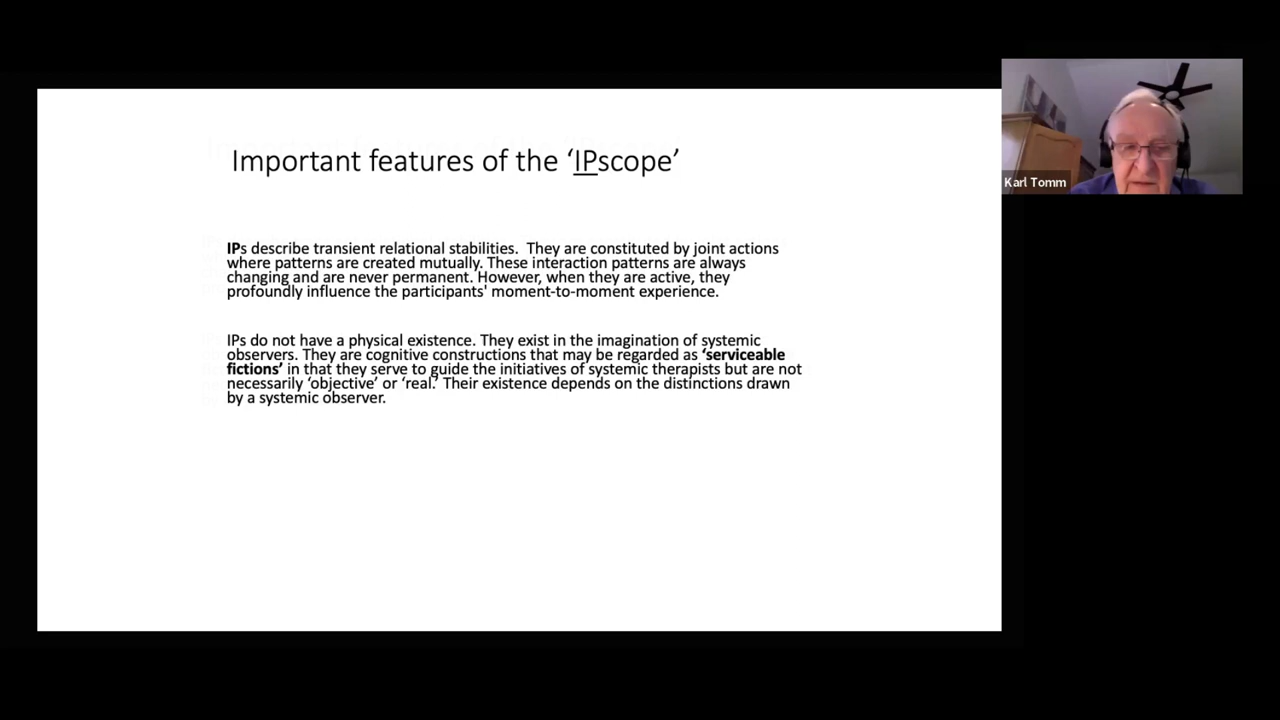 Important features of the ‘IPscope’
Karl Tomm
IPs describe transient relational stabilities.  They are constituted by joint actions
where patterns are created mutually. These interaction patterns are always
changing and are never permanent. However, when they are active, they
profoundly influence the participants' moment-to-moment experience.
IPs do not have a physical existence. They exist in the imagination of systemic
observers. They are cognitive constructions that may be regarded as ‘serviceable
fictions’ in that they serve to guide the initiatives of systemic therapists but are not
necessarily ‘objective’ or ‘real.’ Their existence depends on the distinctions drawn
by a systemic observer.